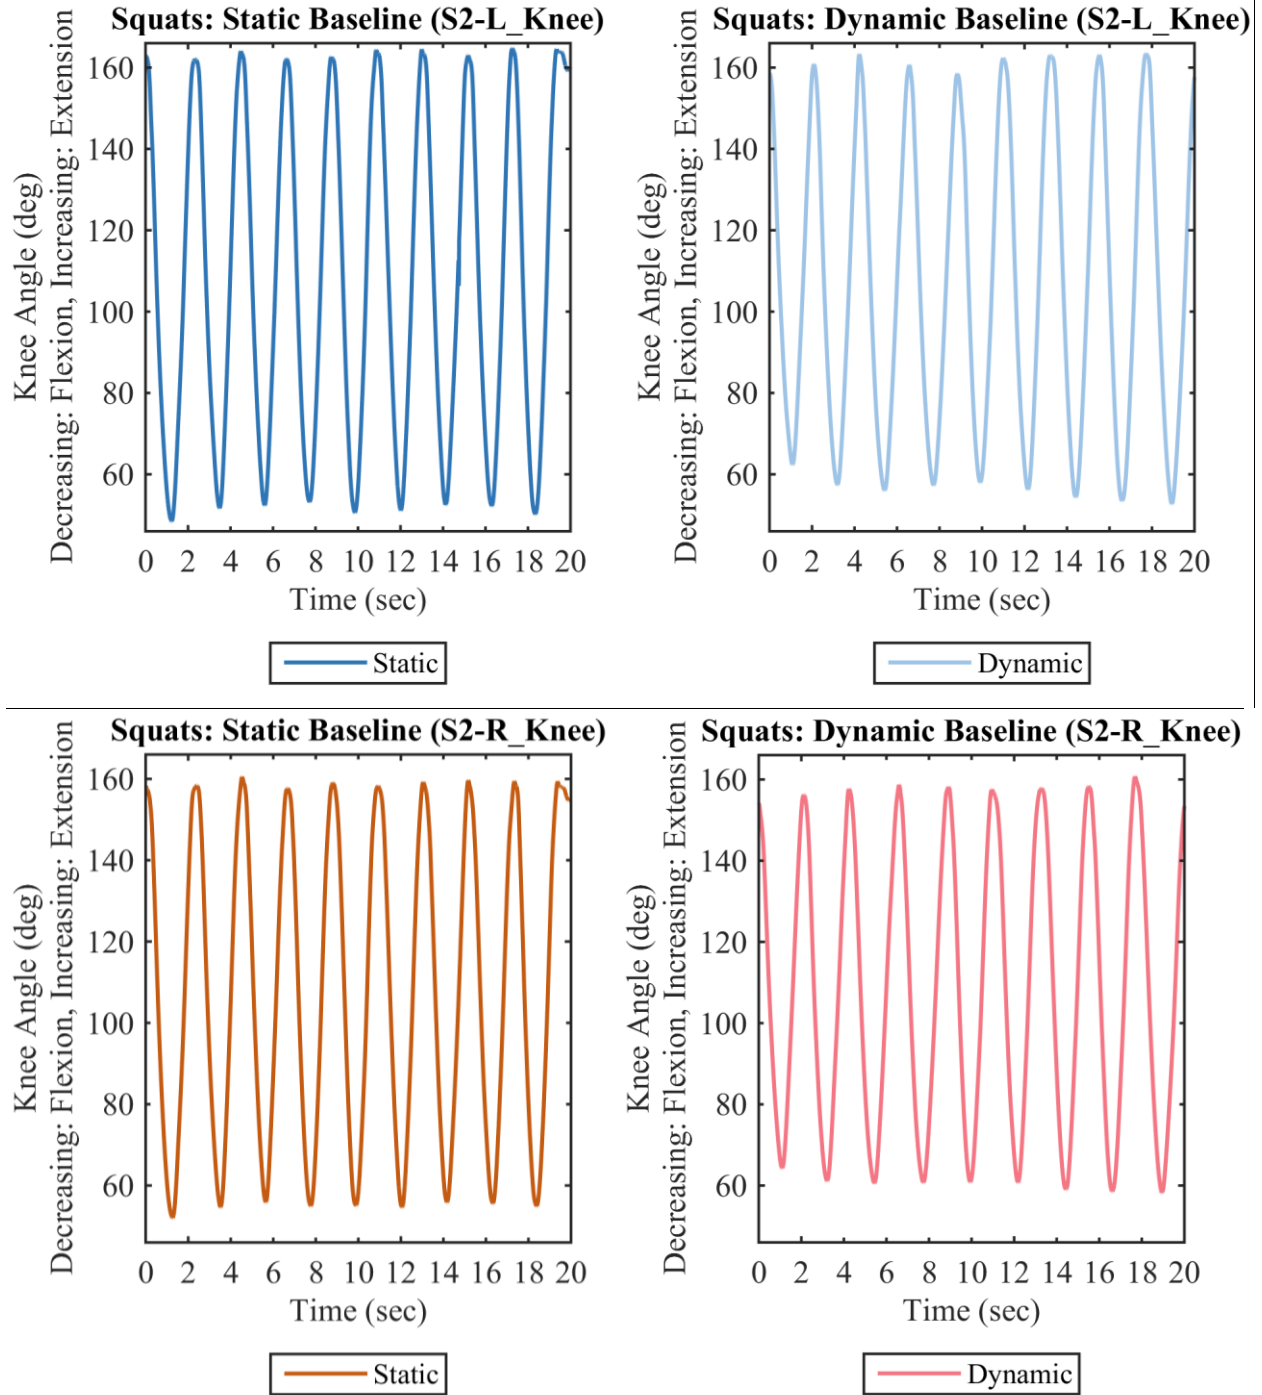 Squats: Static Baseline (S2-L_Knee)
Knee Angle (deg)
Decreasing: Flexion, Increasing: Extension
160
140
120
100
80
60
0 2 4 6 8 10 12 14 16 18 20
Time (sec)
Static
Squats: Dynamic Baseline (S2-L_Knee)
Knee Angle (deg)
Decreasing: Flexion, Increasing: Extension
160
140
120
100
80
60
0 2 4 6 8 10 12 14 16 18 20
Time (sec)
Dynamic
Squats: Static Baseline (S2-R_Knee)
Knee Angle (deg)
Decreasing: Flexion, Increasing: Extension
160
140
120
100
80
60
0 2 4 6 8 10 12 14 16 18 20
Time (sec)
Static
Squats: Dynamic Baseline (S2-R_Knee)
Knee Angle (deg)
Decreasing: Flexion, Increasing: Extension
160
140
120
100
80
60
0 2 4 6 8 10 12 14 16 18 20
Time (sec)
Dynamic